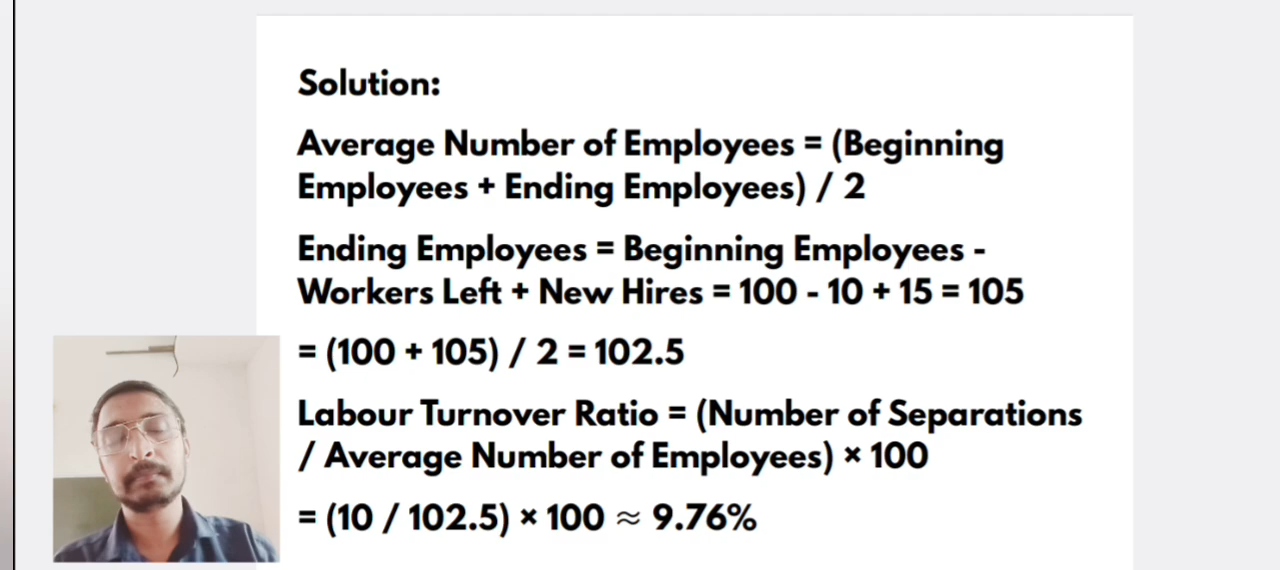 Solution:
Average Number of Employees = (Beginning
Employees + Ending Employees) / 2
Ending Employees = Beginning Employees -
Workers Left + New Hires = 100 - 10 + 15 = 105
= (100 + 105) / 2 = 102.5
Labour Turnover Ratio = (Number of Separations
/ Average Number of Employees) × 100
= (10 / 102.5) × 100 ≈ 9.76%